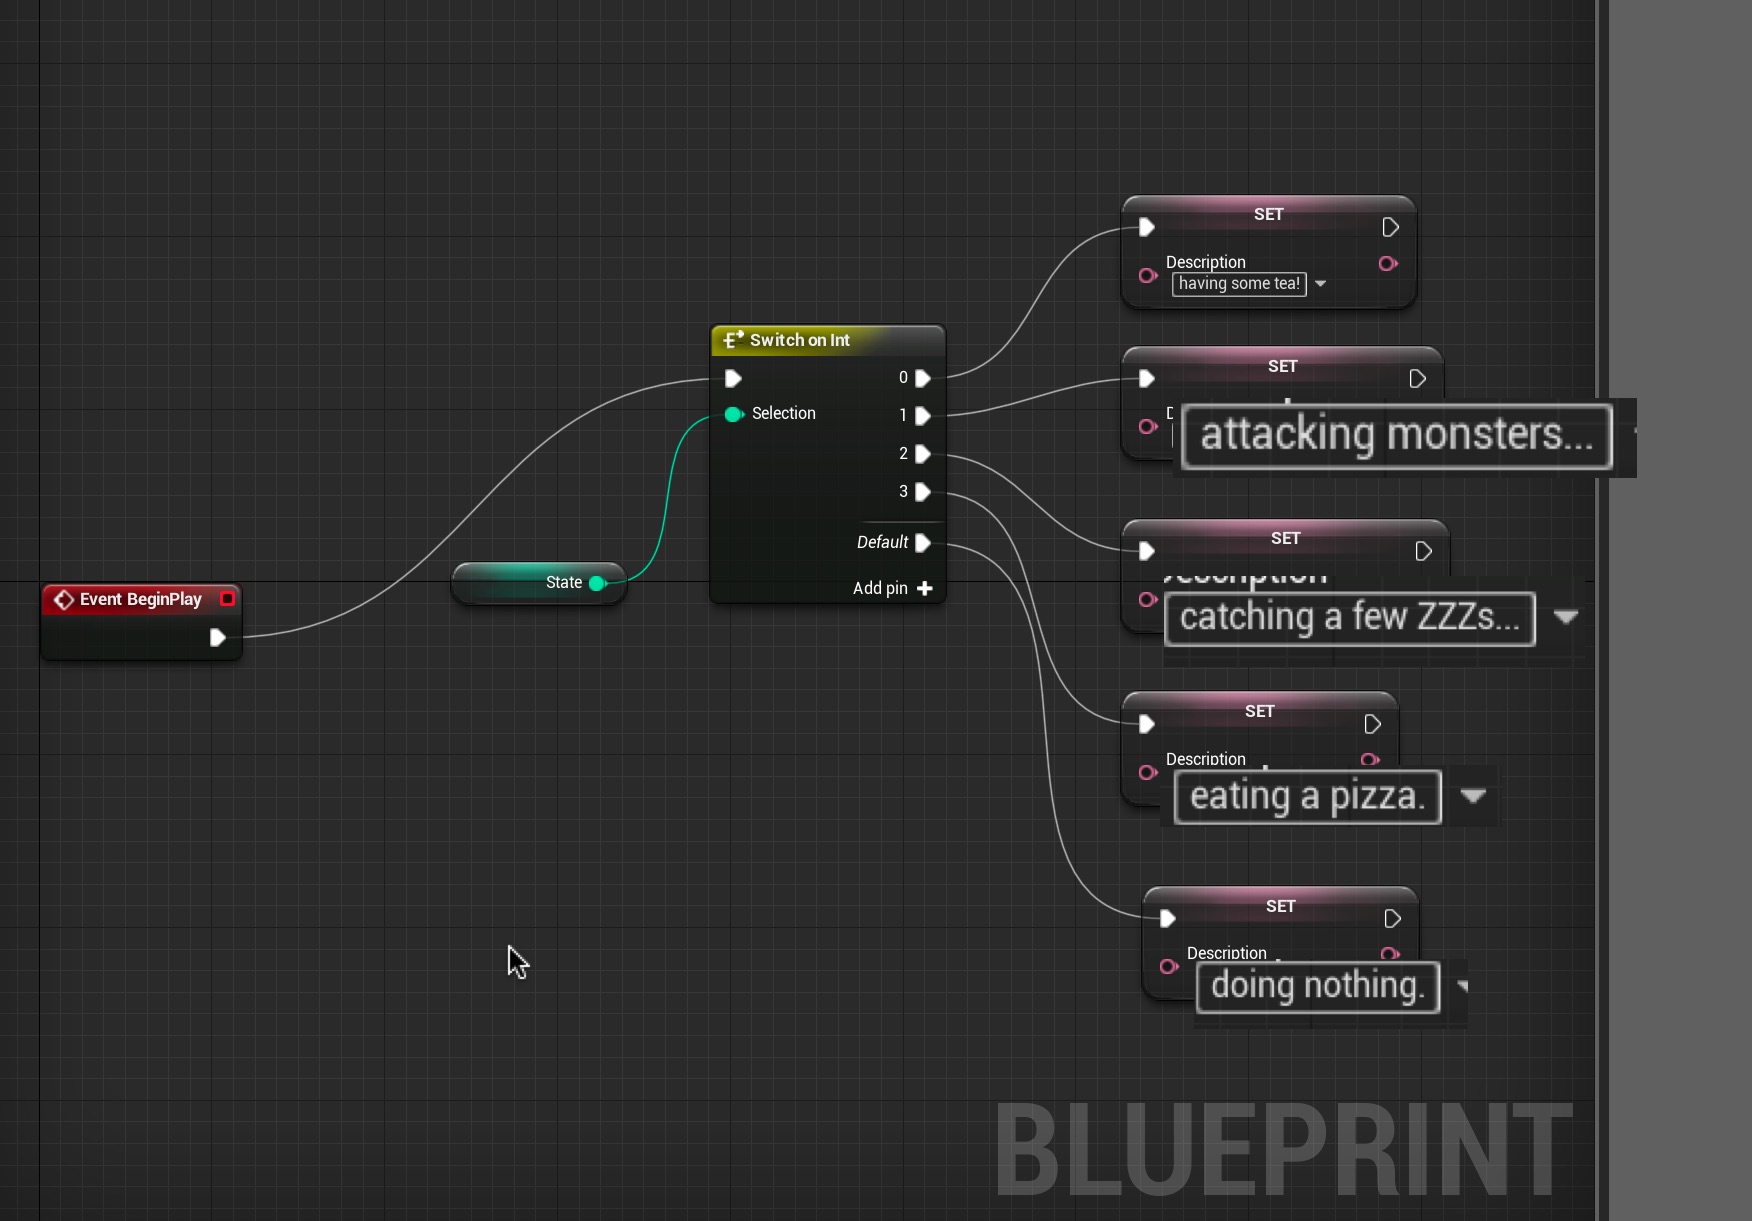 SET
Description
having some tea!
Switch on Int
0
Selection
1
2
3
Default
Add pin
SET
attacking monsters...
SET
Description
catching a few ZZZs...
State
Event BeginPlay
SET
Description
eating a pizza.
SET
Description
doing nothing.
BLUEPRINT